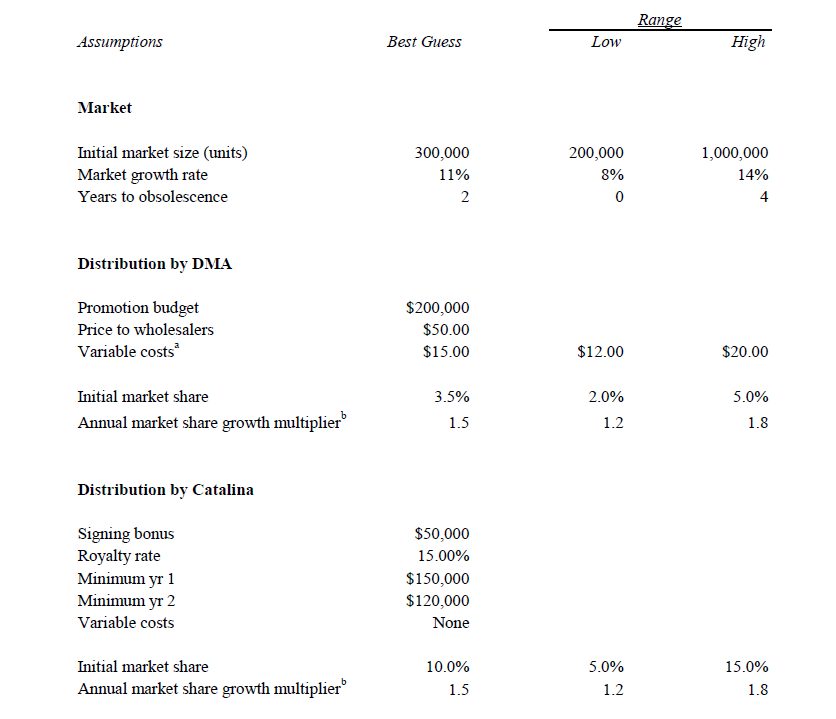 Range
Assumptions Best Guess Low High
Market
Initial market size (units) 300,000 200,000 1,000,000
Market growth rate 11% 8% 14%
Years to obsolescence 2 0 4
Distribution by DMA
Promotion budget $200,000
Price to wholesalers $50.00
Variable costsa $15.00 $12.00 $20.00
Initial market share 3.5% 2.0% 5.0%
Annual market share growth multiplierb 1.5 1.2 1.8
Distribution by Catalina
Signing bonus $50,000
Royalty rate 15.00%
Minimum yr 1 $150,000
Minimum yr 2 $120,000
Variable costs None
Initial market share 10.0% 5.0% 15.0%
Annual market share growth multiplierb 1.5 1.2 1.8